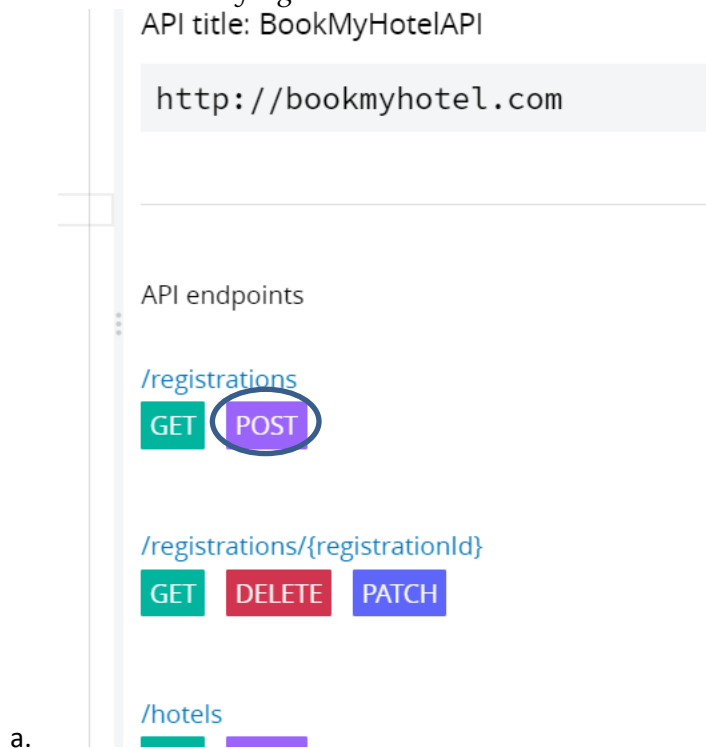 API title: BookMyHotelAPI
http://bookmyhotel.com
API endpoints
/registrations
GET POST
/registrations/{registrationId}
GET DELETE PATCH
/hotels
a.